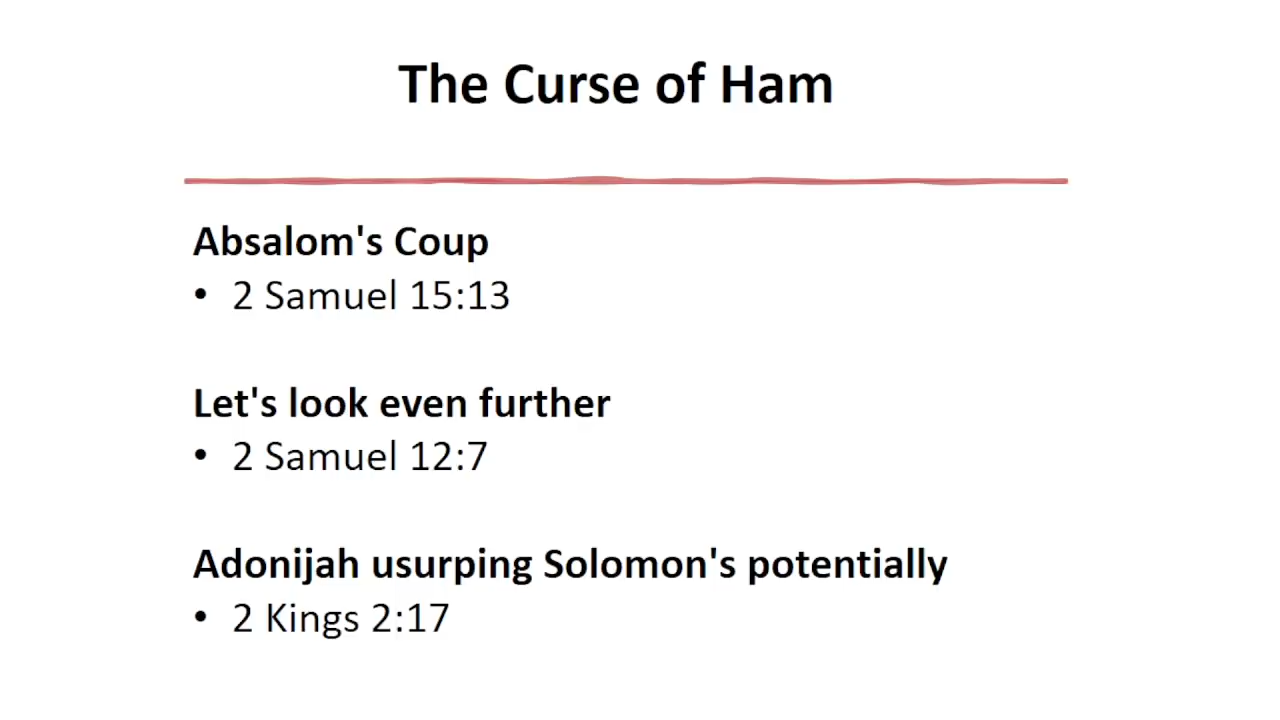 The Curse of Ham
Absalom's Coup
• 2 Samuel 15:13
Let's look even further
• 2 Samuel 12:7
Adonijah usurping Solomon's potentially
• 2 Kings 2:17